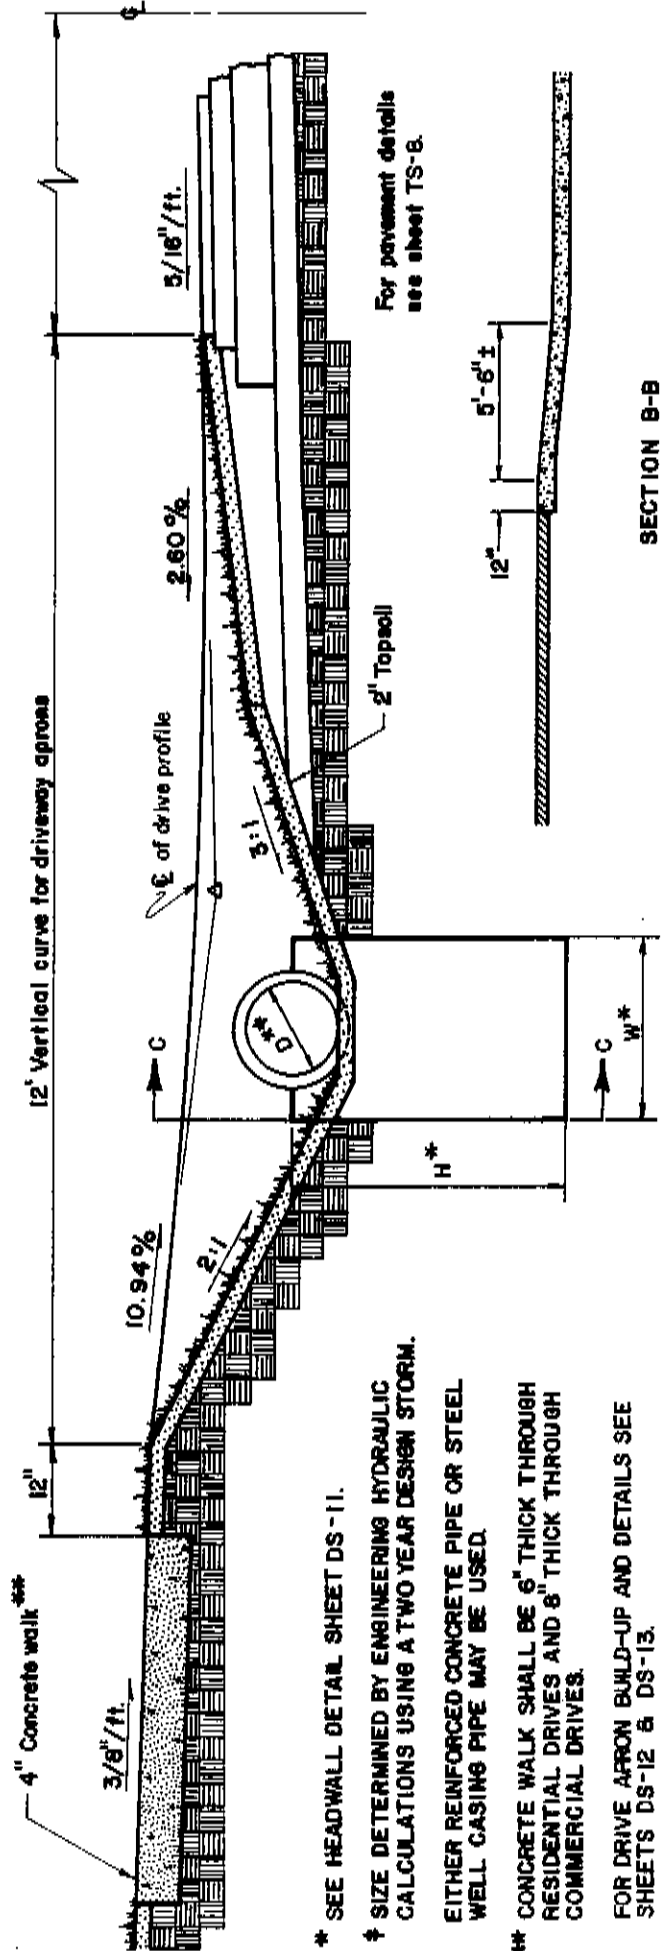 ℄
12' Vertical curve for driveway aprons
12"
4" Concrete walk **
3/8"/ft.
10.94%
℄ of drive profile
2.60%
5/16"/ft.
2:1
3:1
C
D**
H*
C
W*
2" Topsoil
For pavement details
see sheet TS-8.
12"
5'-6"±
SECTION B-B
* SEE HEADWALL DETAIL SHEET DS-11.
SIZE DETERMINED BY ENGINEERING HYDRAULIC
CALCULATIONS USING A TWO YEAR DESIGN STORM.
EITHER REINFORCED CONCRETE PIPE OR STEEL
WELL CASING PIPE MAY BE USED.
CONCRETE WALK SHALL BE 6" THICK THROUGH
RESIDENTIAL DRIVES AND 8" THICK THROUGH
COMMERCIAL DRIVES.
FOR DRIVE APRON BUILD-UP AND DETAILS SEE
SHEETS DS-12 & DS-13.